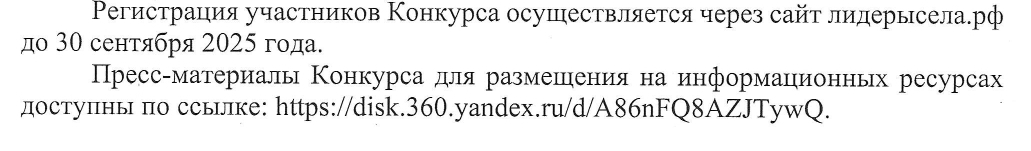 Регистрация участников Конкурса осуществляется через сайт лидерысела.рф
до 30 сентября 2025 года.
Пресс-материалы Конкурса для размещения на информационных ресурсах
доступны по ссылке: https://disk.360.yandex.ru/d/A86nFQ8AZJTywQ.